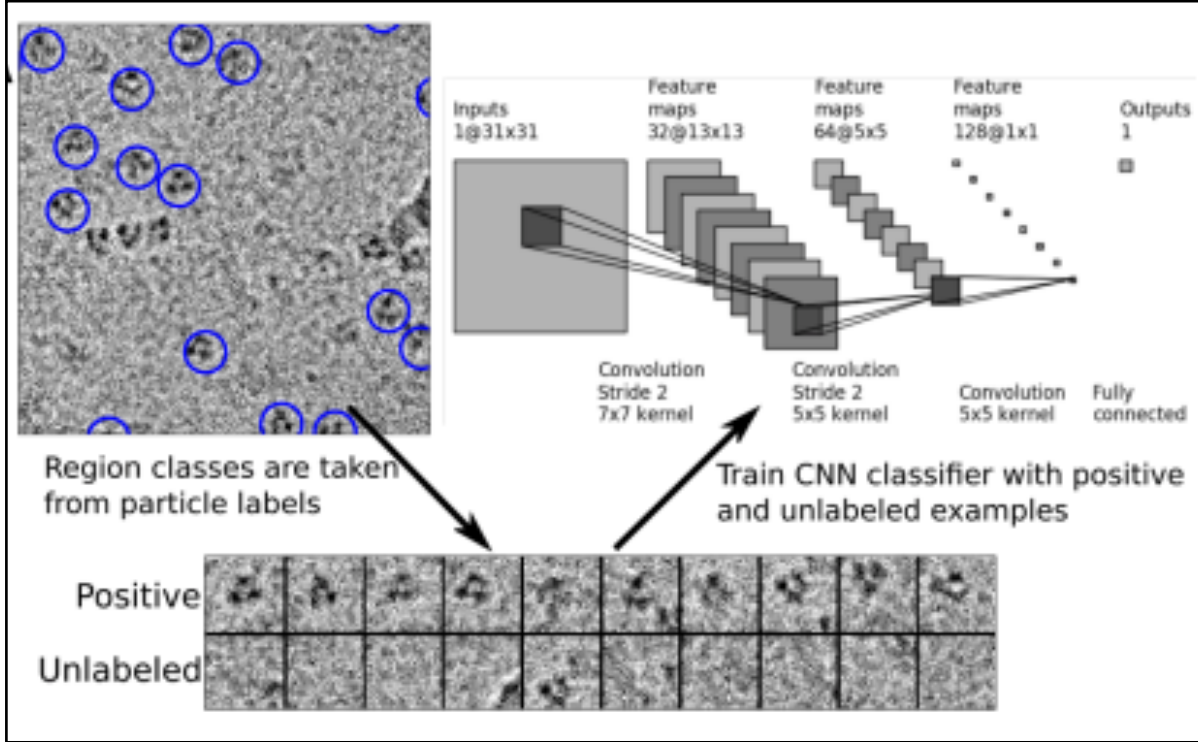 Inputs
1@31x31
Feature
maps
32@13x13
Feature
maps
64@5x5
Feature
maps
128@1x1
Outputs
1
Convolution
Stride 2
7x7 kernel
Convolution
Stride 2
5x5 kernel
Convolution
5x5 kernel
Fully
connected
Region classes are taken
from particle labels
Train CNN classifier with positive
and unlabeled examples
Positive
Unlabeled